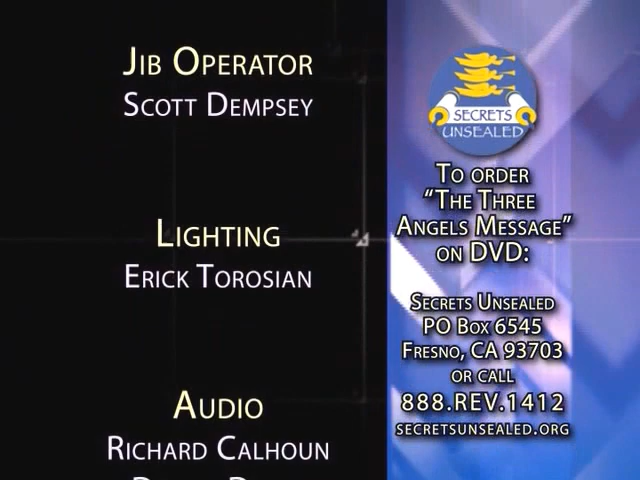 Jib Operator
Scott Dempsey
Lighting
Erick Torosian
Audio
Richard Calhoun
SECRETS
UNSEALED
To order
“The Three
Angels Message”
on DVD:
Secrets Unsealed
PO Box 6545
Fresno, CA 93703
or call
888.REV.1412
secretsunsealed.org